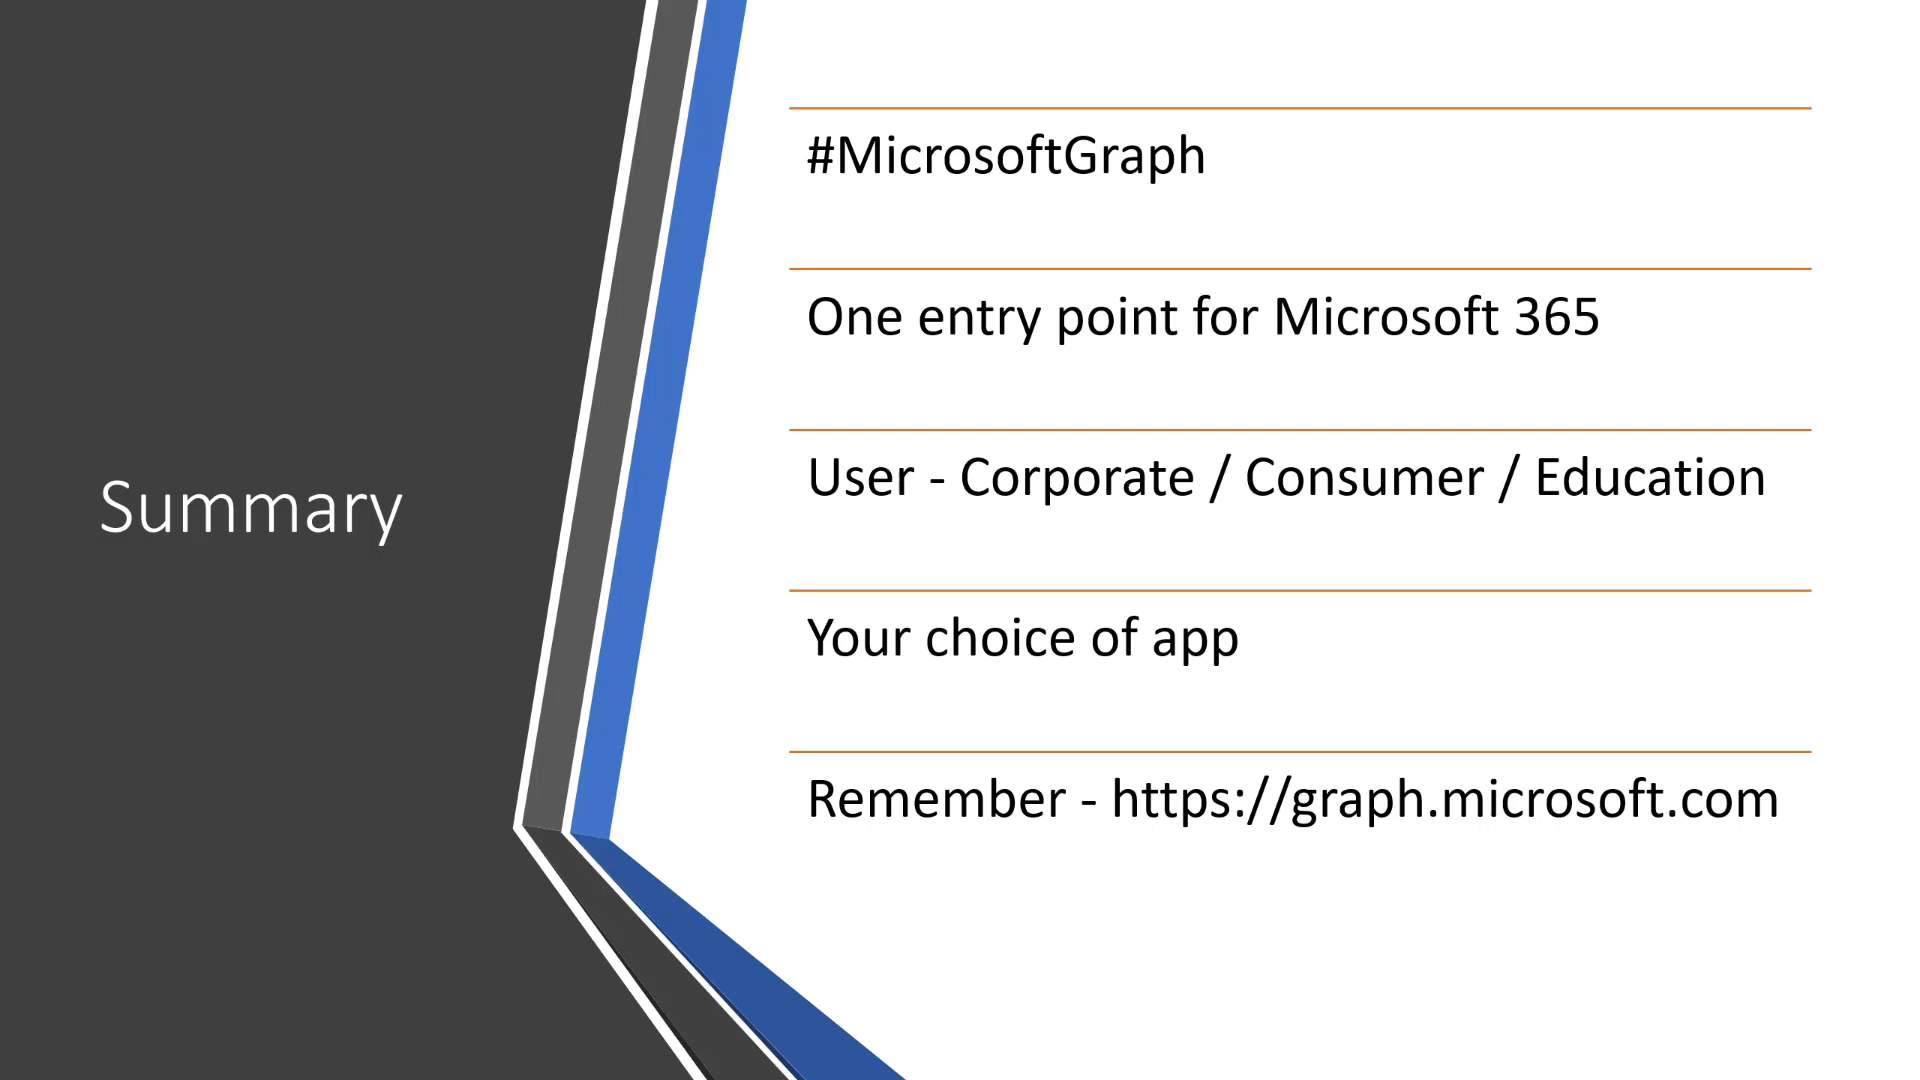 Summary
#MicrosoftGraph
One entry point for Microsoft 365
User - Corporate / Consumer / Education
Your choice of app
Remember - https://graph.microsoft.com